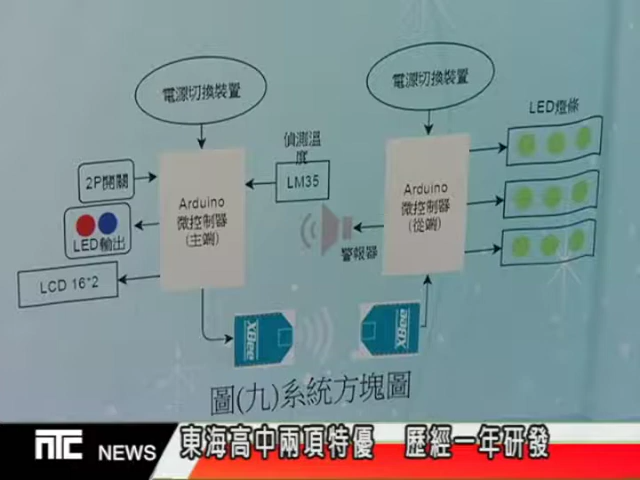 電源切換裝置
電源切換裝置
LED燈條
偵測溫
度
LM35
2P開關
Arduino
微控制器
(主端)
Arduino
微控制器
(從端)
LED輸出
警報器
LCD 16*2
XBee
XBee
圖(九)系統方塊圖
NTC NEWS
東海高中兩項特優 歷經一年研發